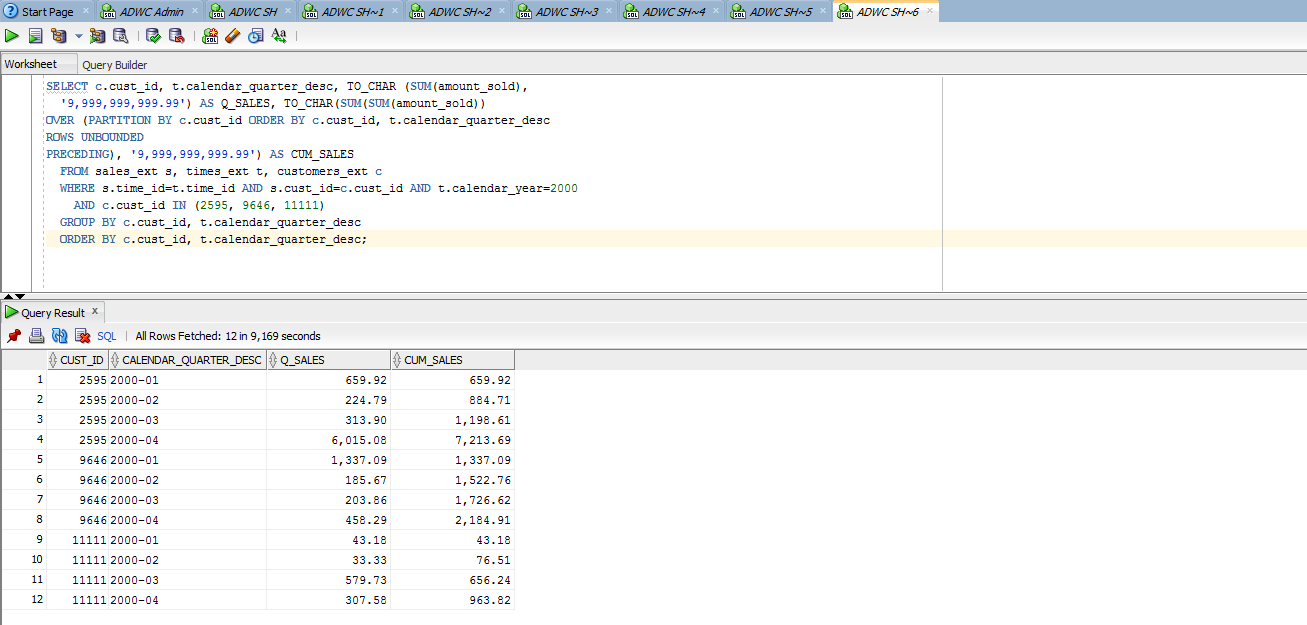 Start Page ADWC Admin ADWC SH ADWC SH~1 ADWC SH~2 ADWC SH~3 ADWC SH~4 ADWC SH~5 ADWC SH~6
Worksheet Query Builder
SELECT c.cust_id, t.calendar_quarter_desc, TO_CHAR (SUM(amount_sold),
'9,999,999,999.99') AS Q_SALES, TO_CHAR(SUM(SUM(amount_sold))
OVER (PARTITION BY c.cust_id ORDER BY c.cust_id, t.calendar_quarter_desc
ROWS UNBOUNDED
PRECEDING), '9,999,999,999.99') AS CUM_SALES
FROM sales_ext s, times_ext t, customers_ext c
WHERE s.time_id=t.time_id AND s.cust_id=c.cust_id AND t.calendar_year=2000
AND c.cust_id IN (2595, 9646, 11111)
GROUP BY c.cust_id, t.calendar_quarter_desc
ORDER BY c.cust_id, t.calendar_quarter_desc;
Query Result x
SQL | All Rows Fetched: 12 in 9,169 seconds
CUST_ID CALENDAR_QUARTER_DESC Q_SALES CUM_SALES
1 2595 2000-01 659.92 659.92
2 2595 2000-02 224.79 884.71
3 2595 2000-03 313.90 1,198.61
4 2595 2000-04 6,015.08 7,213.69
5 9646 2000-01 1,337.09 1,337.09
6 9646 2000-02 185.67 1,522.76
7 9646 2000-03 203.86 1,726.62
8 9646 2000-04 458.29 2,184.91
9 11111 2000-01 43.18 43.18
10 11111 2000-02 33.33 76.51
11 11111 2000-03 579.73 656.24
12 11111 2000-04 307.58 963.82